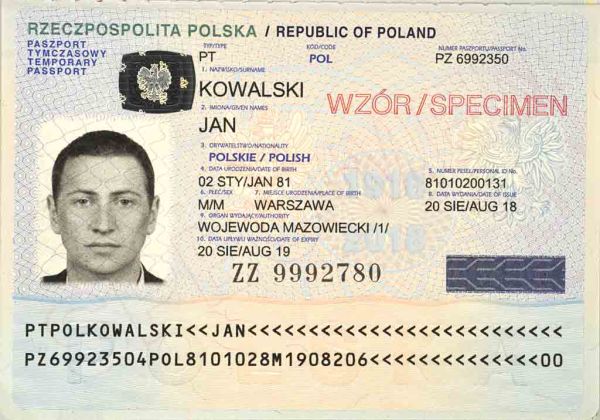 RZECZPOSPOLITA POLSKA / REPUBLIC OF POLAND
PASZPORT
TYMCZASOWY
TEMPORARY
PASSPORT
TYP/TYPE KOD/CODE NUMER PASZPORTU/PASSPORT No.
PT POL PZ 6992350
1. NAZWISKO/SURNAME
KOWALSKI
WZÓR/SPECIMEN
2. IMIONA/GIVEN NAMES
JAN
3. OBYWATELSTWO/NATIONALITY
POLSKIE / POLISH
4. DATA URODZENIA/DATE OF BIRTH 5. NUMER PESEL/PERSONAL ID No.
02 STY/JAN 81 81010200131
6. PŁEĆ/SEX 7. MIEJSCE URODZENIA/PLACE OF BIRTH 8. DATA WYDANIA/DATE OF ISSUE
M/M WARSZAWA 20 SIE/AUG 18
9. ORGAN WYDAJĄCY/AUTHORITY
WOJEWODA MAZOWIECKI /1/
10. DATA UPŁYWU WAŻNOŚCI/DATE OF EXPIRY
20 SIE/AUG 19
1918
2018
ZZ 9992780
PTPOLKOWALSKI<<JAN<<<<<<<<<<<<<<<<<<<<<<<<<<
PZ69923504POL8101028M1908206<<<<<<<<<<<<<<00